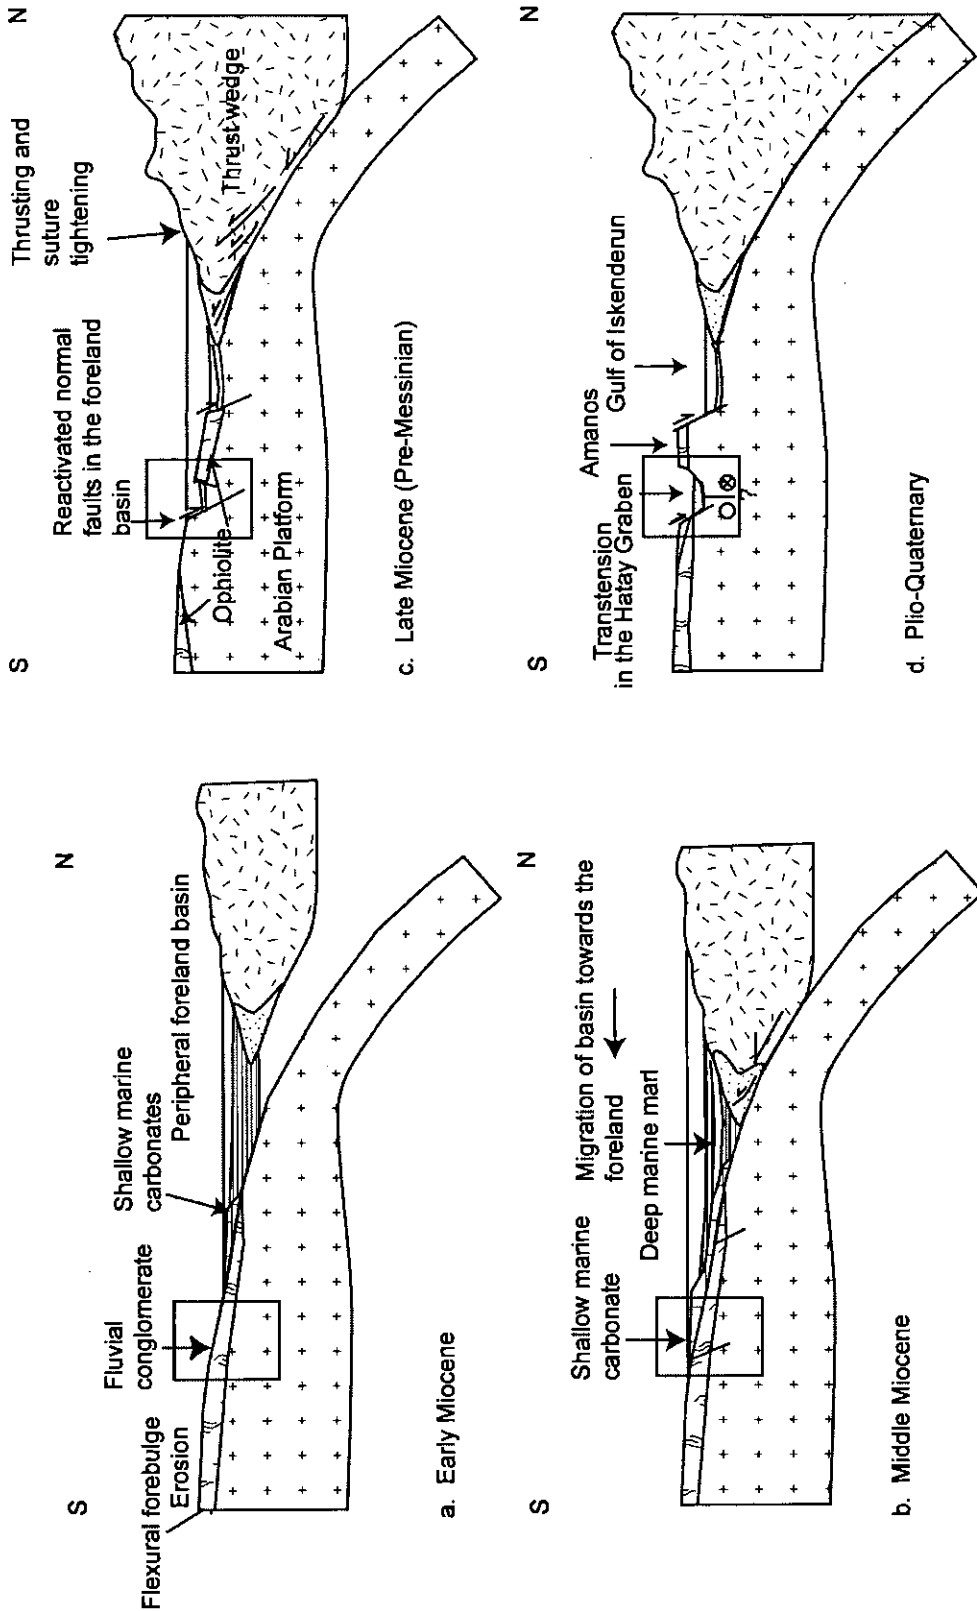 S
N
Flexural forebulge
Erosion
Fluvial
conglomerate
Shallow marine
carbonates
Peripheral foreland basin
a. Early Miocene
S
N
Shallow marine
carbonate
Deep marine marl
Migration of basin towards the
foreland
b. Middle Miocene
S
N
Reactivated normal
faults in the foreland
basin
Thrusting and
suture
tightening
Thrust wedge
Ophiolite
Arabian Platform
c. Late Miocene (Pre-Messinian)
S
N
Transtension
in the Hatay Graben
Amanos
Gulf of Iskenderun
?
d. Plio-Quaternary